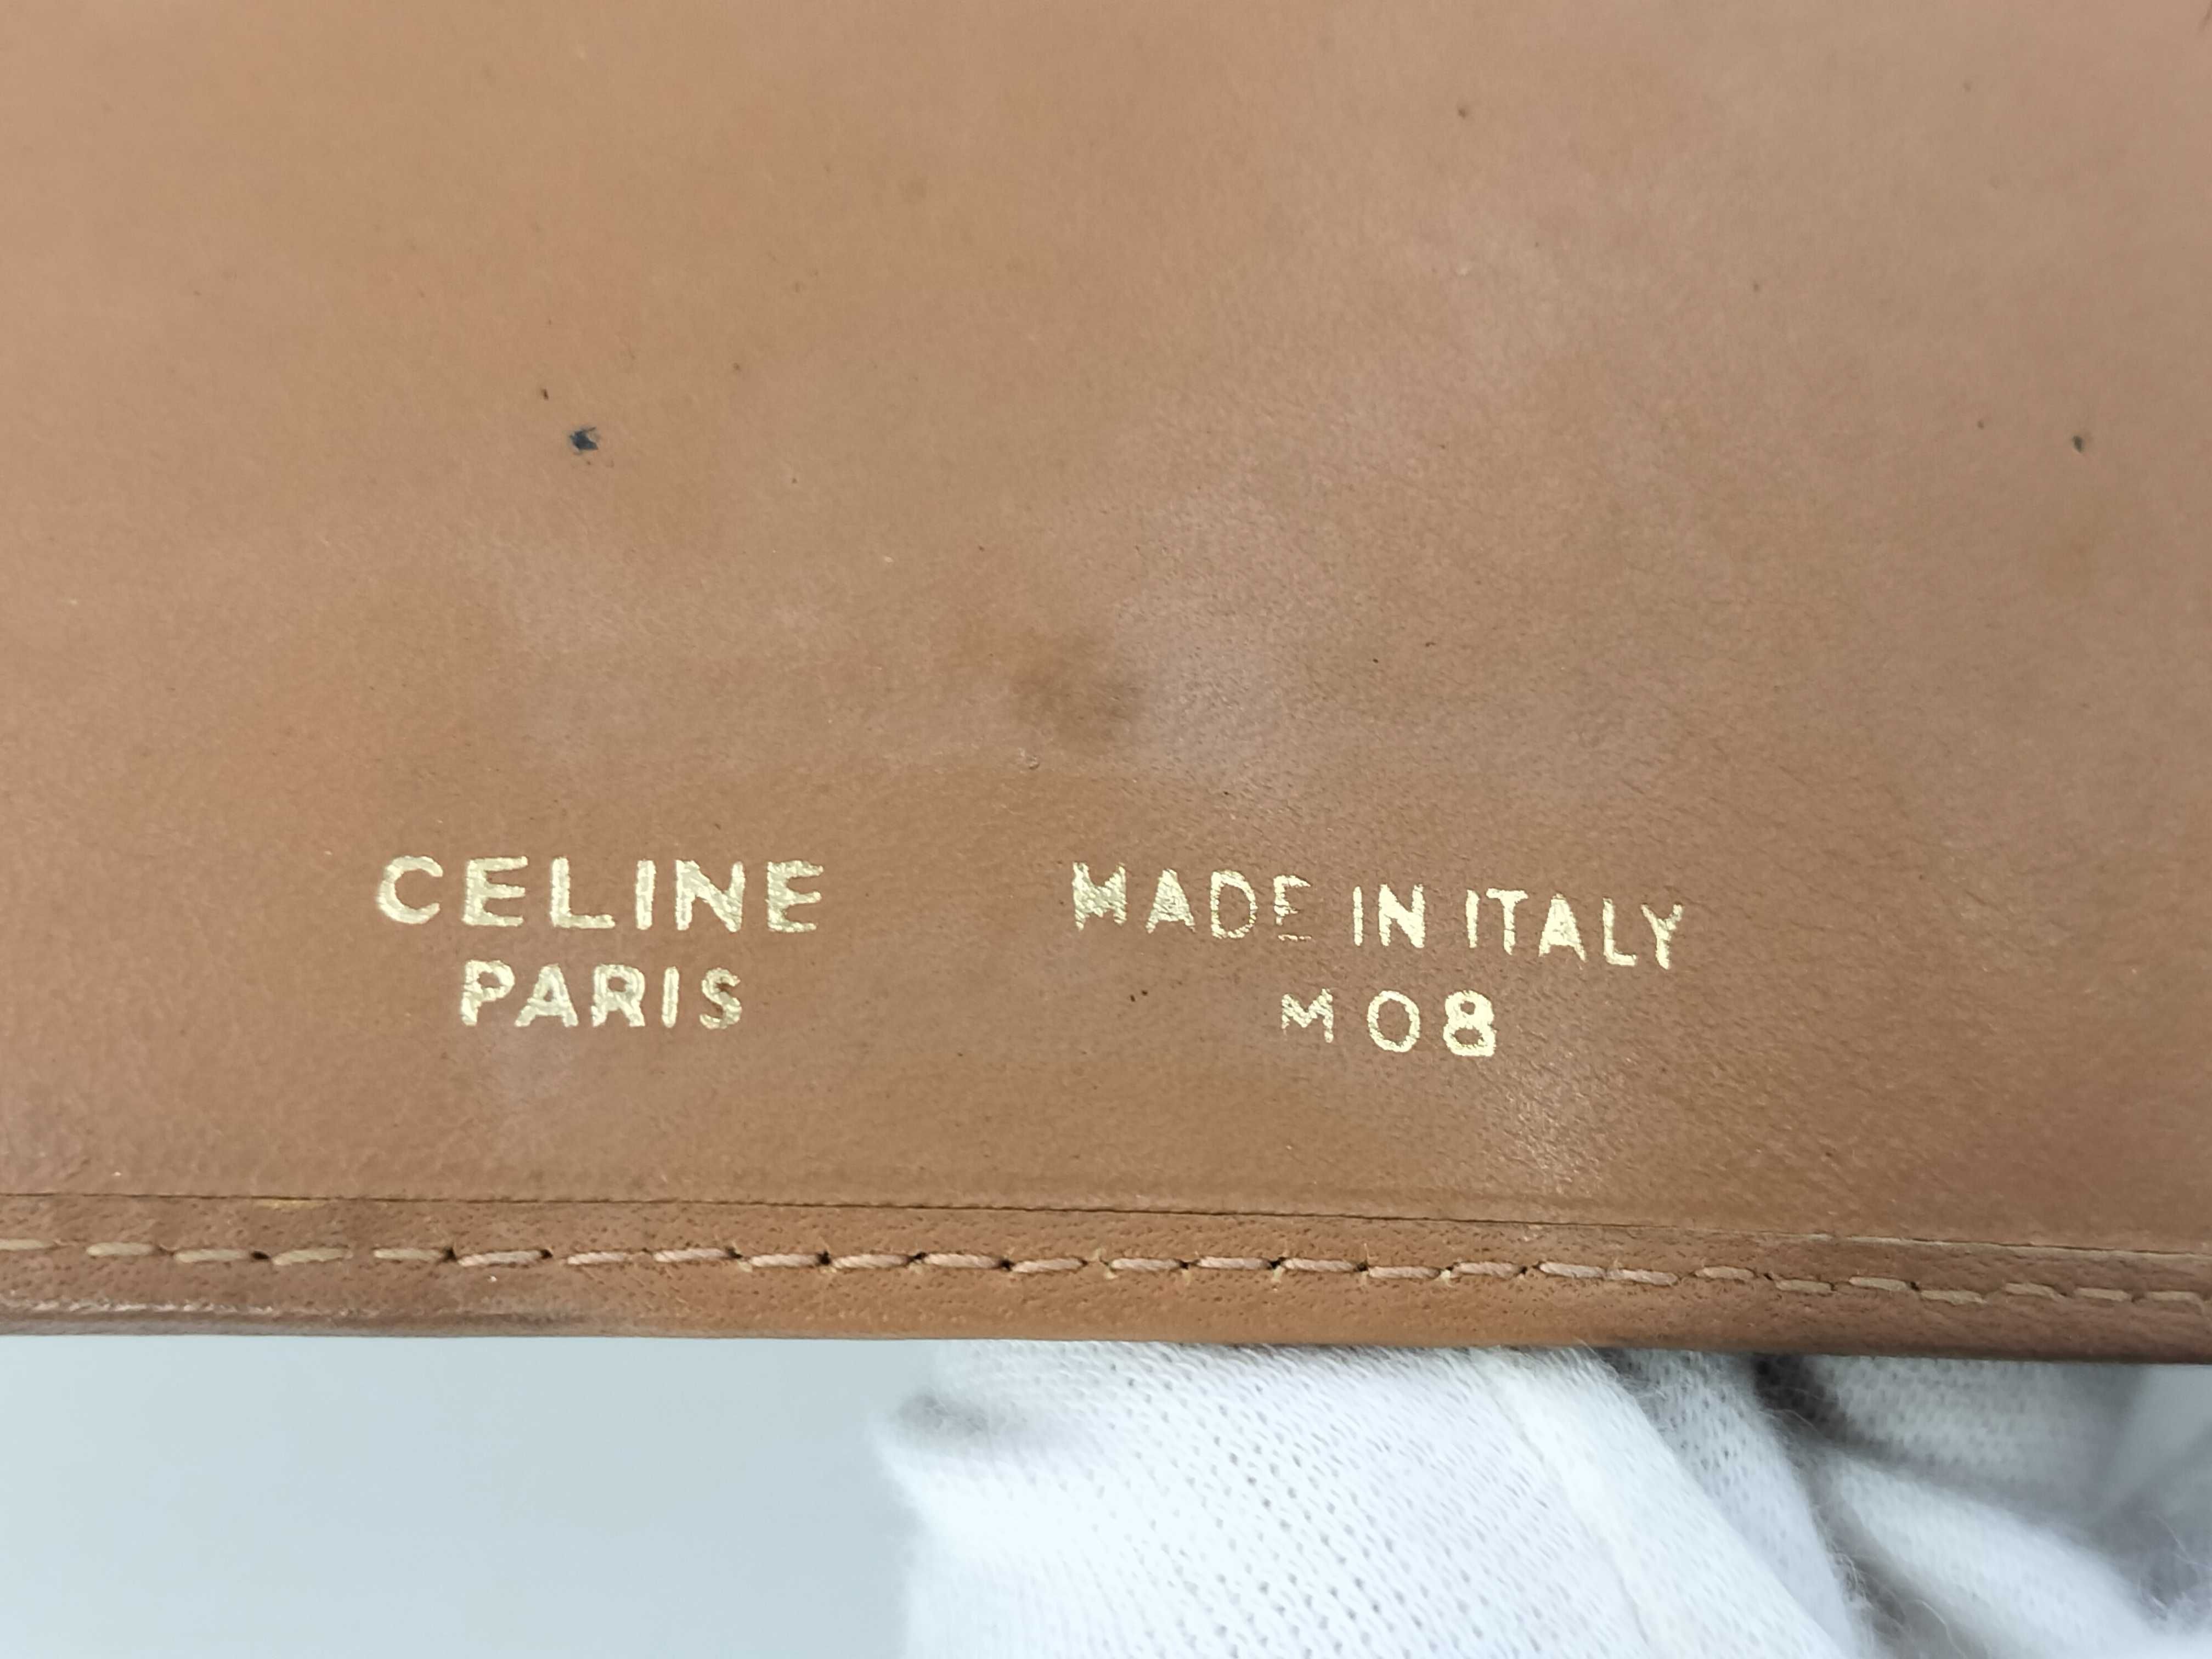 CELINE
PARIS
MADE IN ITALY
M08